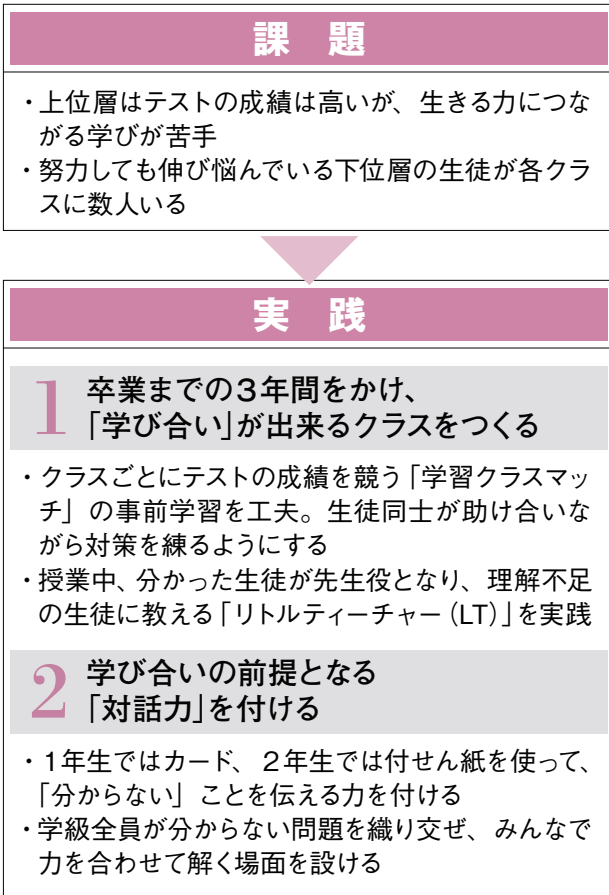 課　題
・上位層はテストの成績は高いが、生きる力につな
がる学びが苦手
・努力しても伸び悩んでいる下位層の生徒が各クラ
スに数人いる
実　践
1 卒業までの3年間をかけ、
「学び合い」が出来るクラスをつくる
・クラスごとにテストの成績を競う「学習クラスマッ
チ」の事前学習を工夫。生徒同士が助け合いな
がら対策を練るようにする
・授業中、分かった生徒が先生役となり、理解不足
の生徒に教える「リトルティーチャー（LT）」を実践
2 学び合いの前提となる
「対話力」を付ける
・1年生ではカード、2年生では付せん紙を使って、
「分からない」ことを伝える力を付ける
・学級全員が分からない問題を織り交ぜ、みんなで
力を合わせて解く場面を設ける